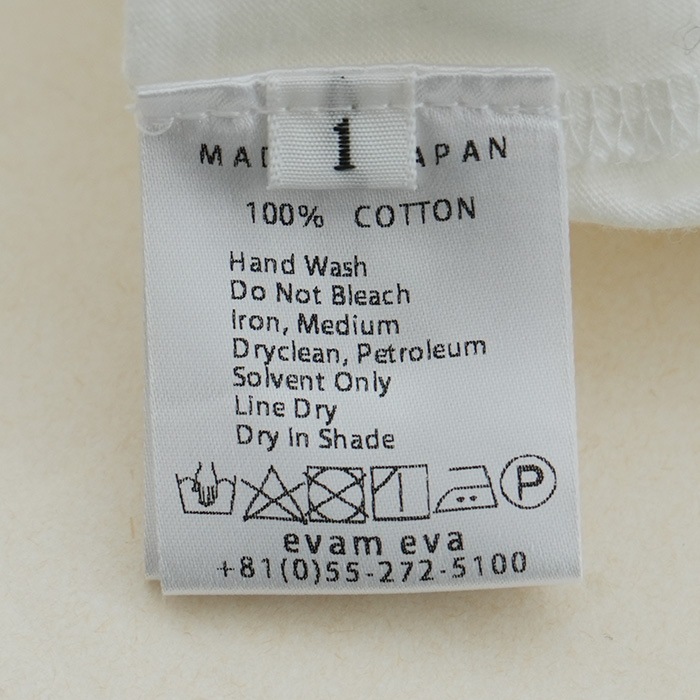 1
MAD APAN
100% COTTON
Hand Wash
Do Not Bleach
Iron, Medium
Dryclean, Petroleum
Solvent Only
Line Dry
Dry In Shade
P
evam eva
+81(0)55-272-5100